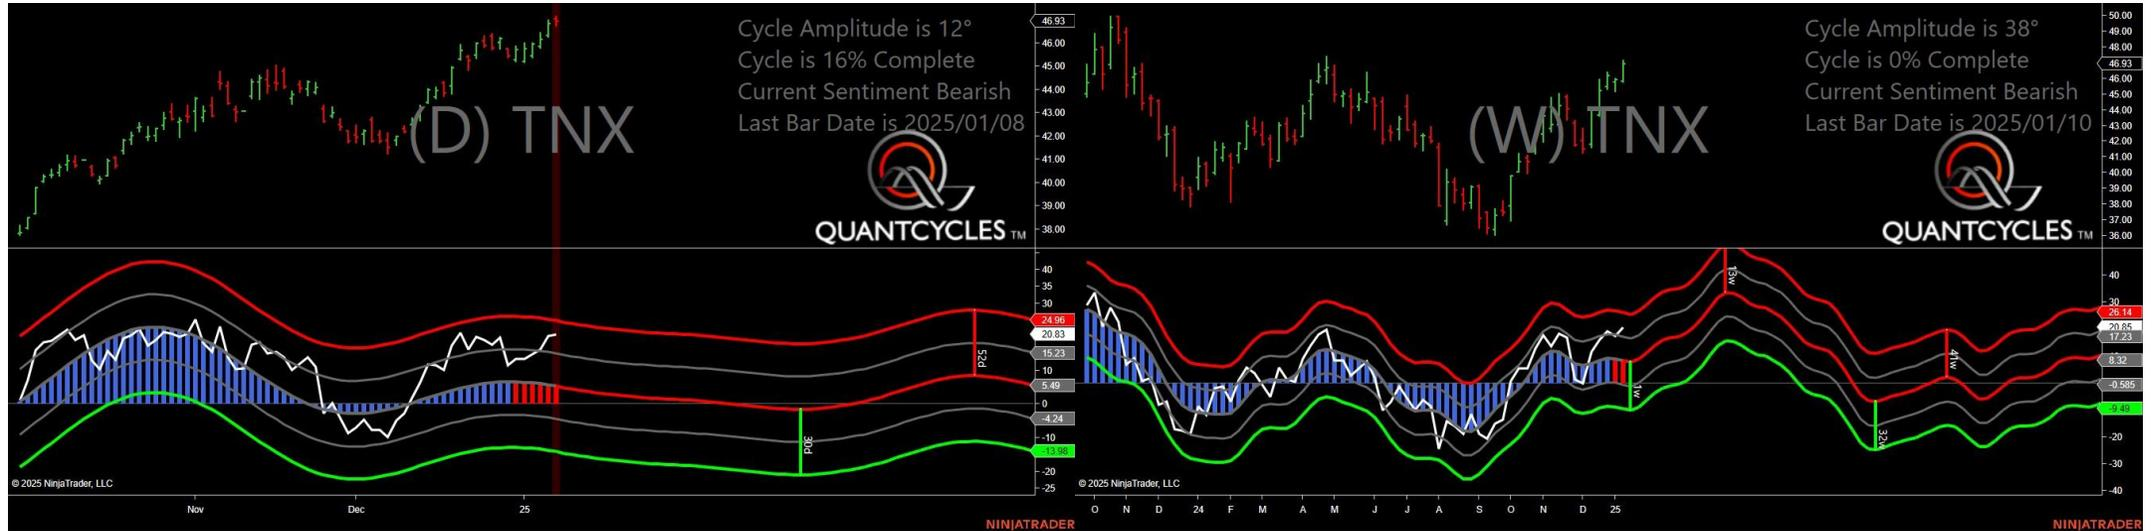 Cycle Amplitude is 12°
Cycle is 16% Complete
Current Sentiment Bearish
Last Bar Date is 2025/01/08
(D) TNX
QUANTCYCLES TM
46.93
46.00
45.00
44.00
43.00
42.00
41.00
40.00
39.00
38.00
40
35
30
24.96
20.83
15.23
10
5.49
0
-4.24
-10
-13.98
-20
-25
52d
30d
© 2025 NinjaTrader, LLC
Nov
Dec
25
NINJATRADER
Cycle Amplitude is 38°
Cycle is 0% Complete
Current Sentiment Bearish
Last Bar Date is 2025/01/10
(W) TNX
QUANTCYCLES TM
50.00
49.00
48.00
46.93
46.00
45.00
44.00
43.00
42.00
41.00
40.00
39.00
38.00
37.00
36.00
40
30
26.14
20.85
17.23
8.32
-0.585
-9.49
-20
-30
-40
13w
41w
1w
32w
© 2025 NinjaTrader, LLC
O N D 24 F M A M J J A S O N D 25
NINJATRADER